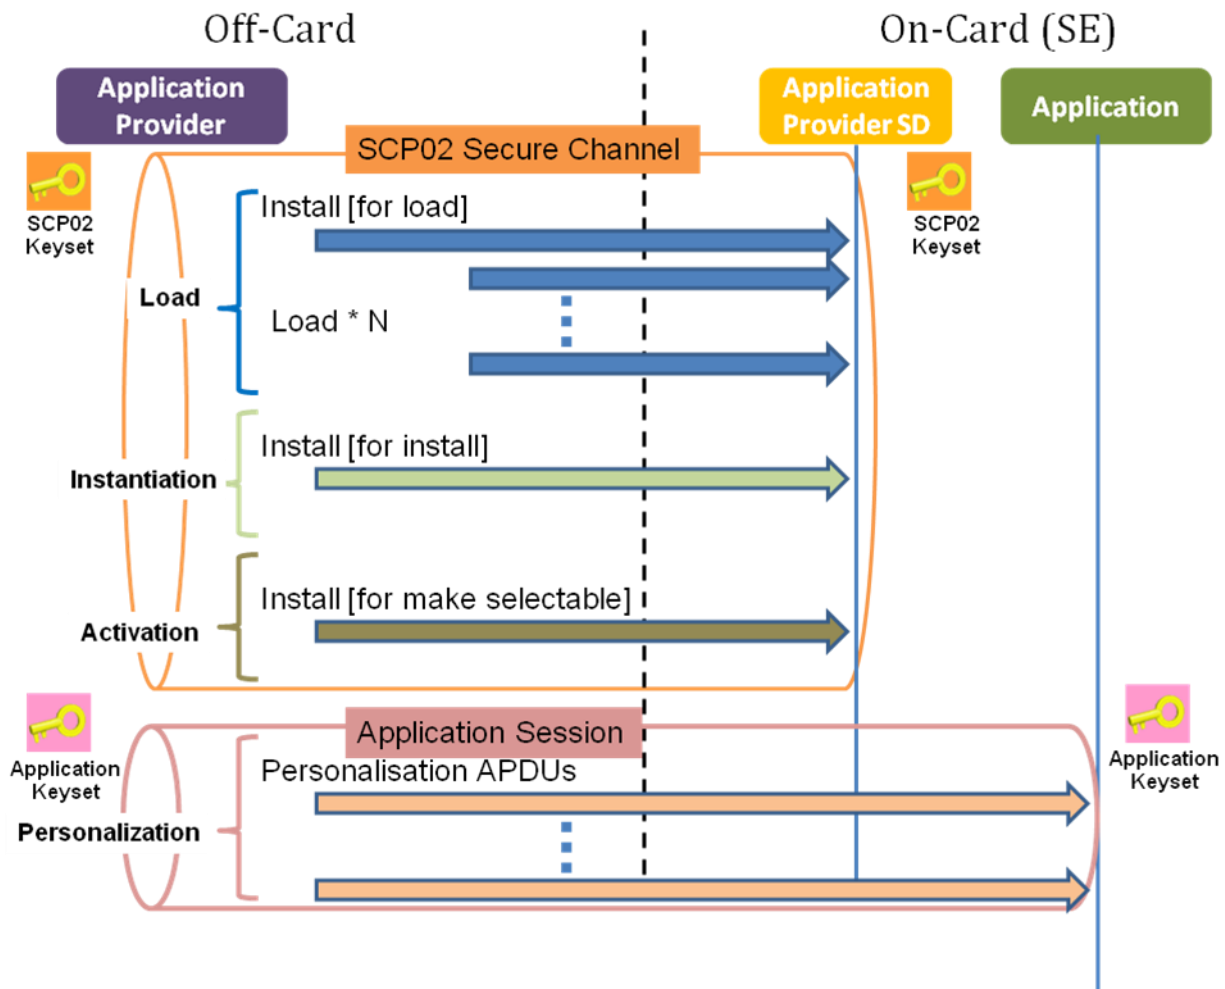 Off-Card
On-Card (SE)
Application
Provider
Application
Provider SD
Application
SCP02 Secure Channel
SCP02
Keyset
SCP02
Keyset
Install [for load]
Load
Load * N
Install [for install]
Instantiation
Install [for make selectable]
Activation
Application Session
Application
Keyset
Application
Keyset
Personalisation APDUs
Personalization